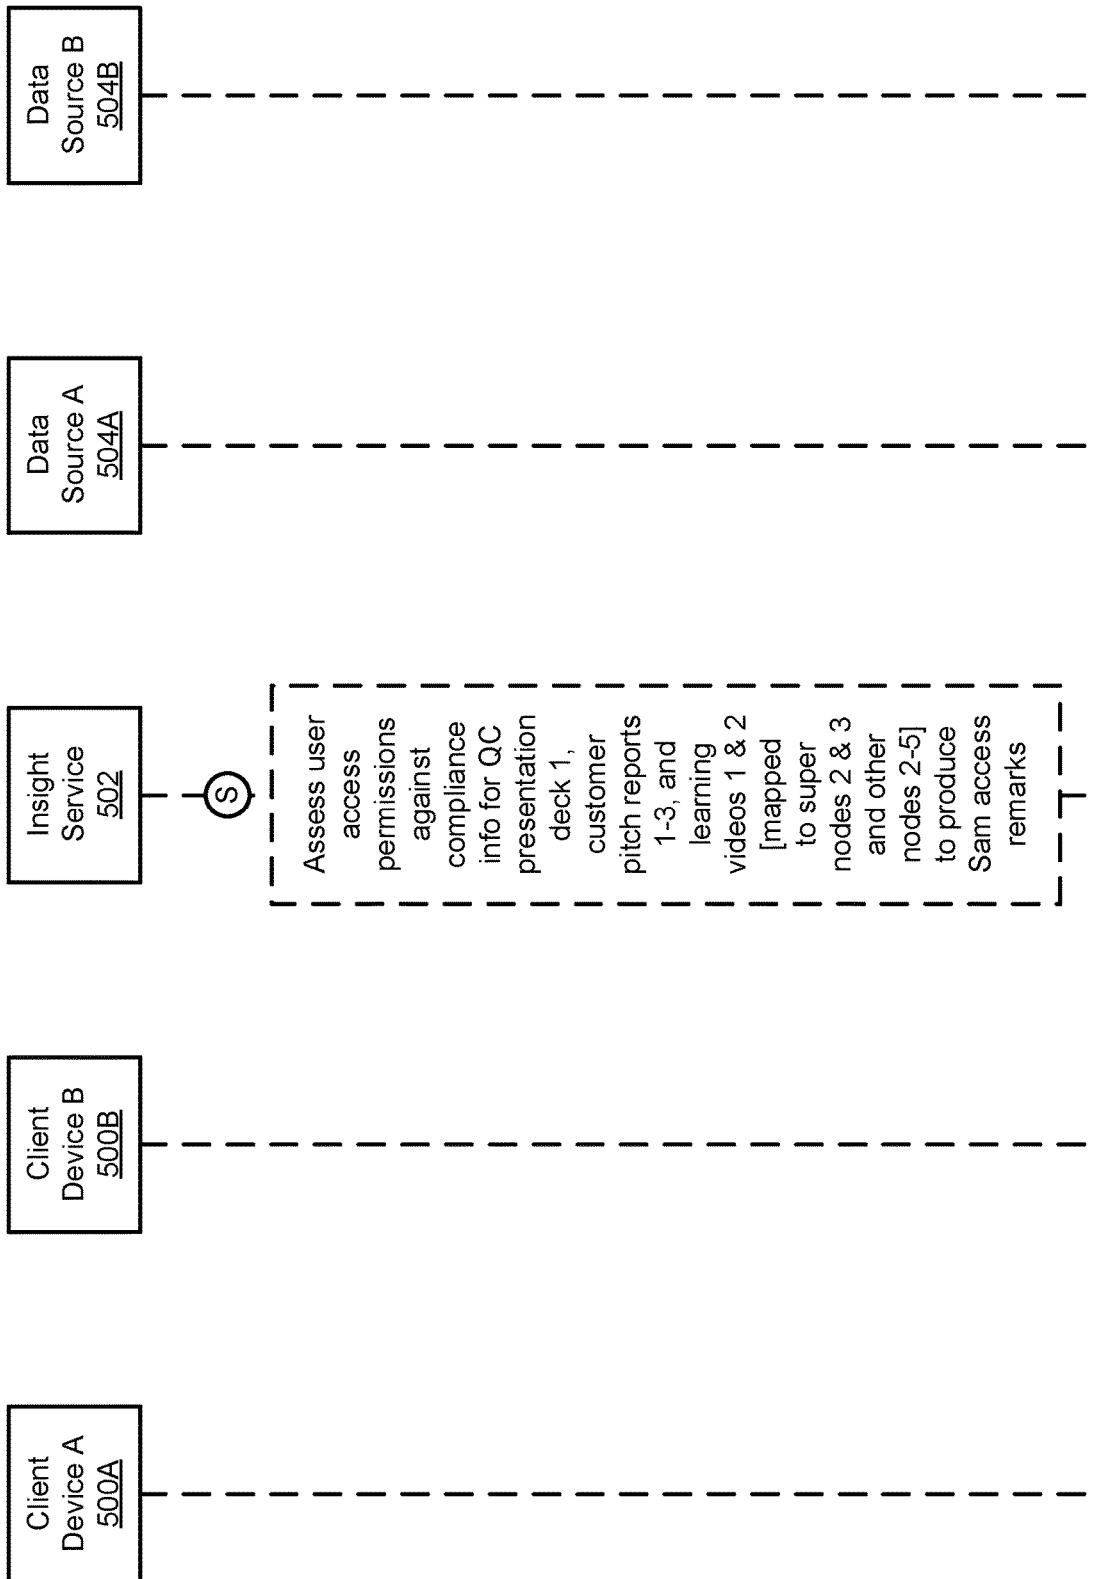 Client
Device A
500A
Client
Device B
500B
Insight
Service
502
Data
Source A
504A
Data
Source B
504B
S
Assess user
access
permissions
against
compliance
info for QC
presentation
deck 1,
customer
pitch reports
1-3, and
learning
videos 1 & 2
[mapped
to super
nodes 2 & 3
and other
nodes 2-5]
to produce
Sam access
remarks